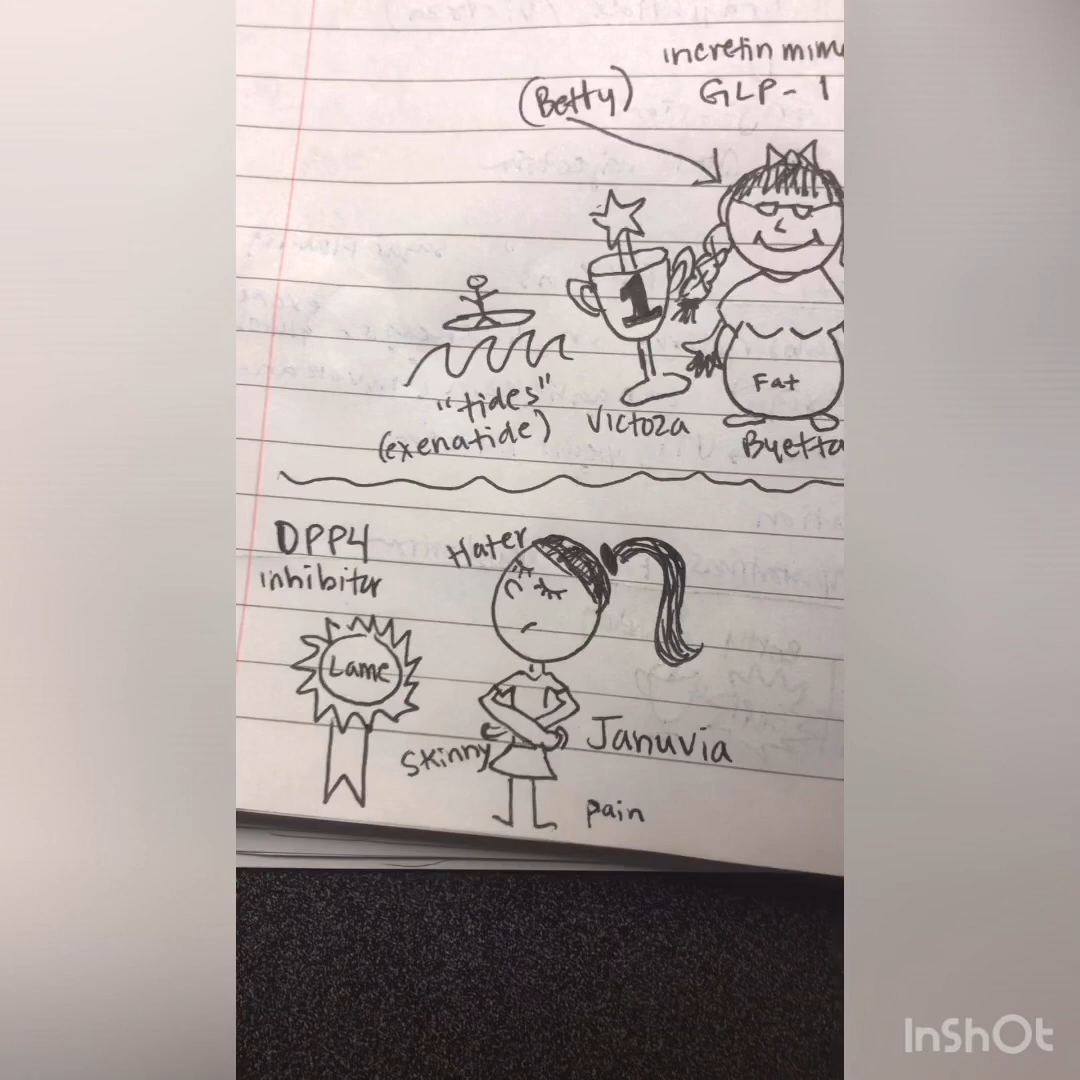 incretin mim
(Betty)
GLP-1
1
Fat
"tides"
(exenatide)
Victoza
Byetta
DPP4
inhibitor
Hater
Lame
Skinny
Januvia
pain
InShOt